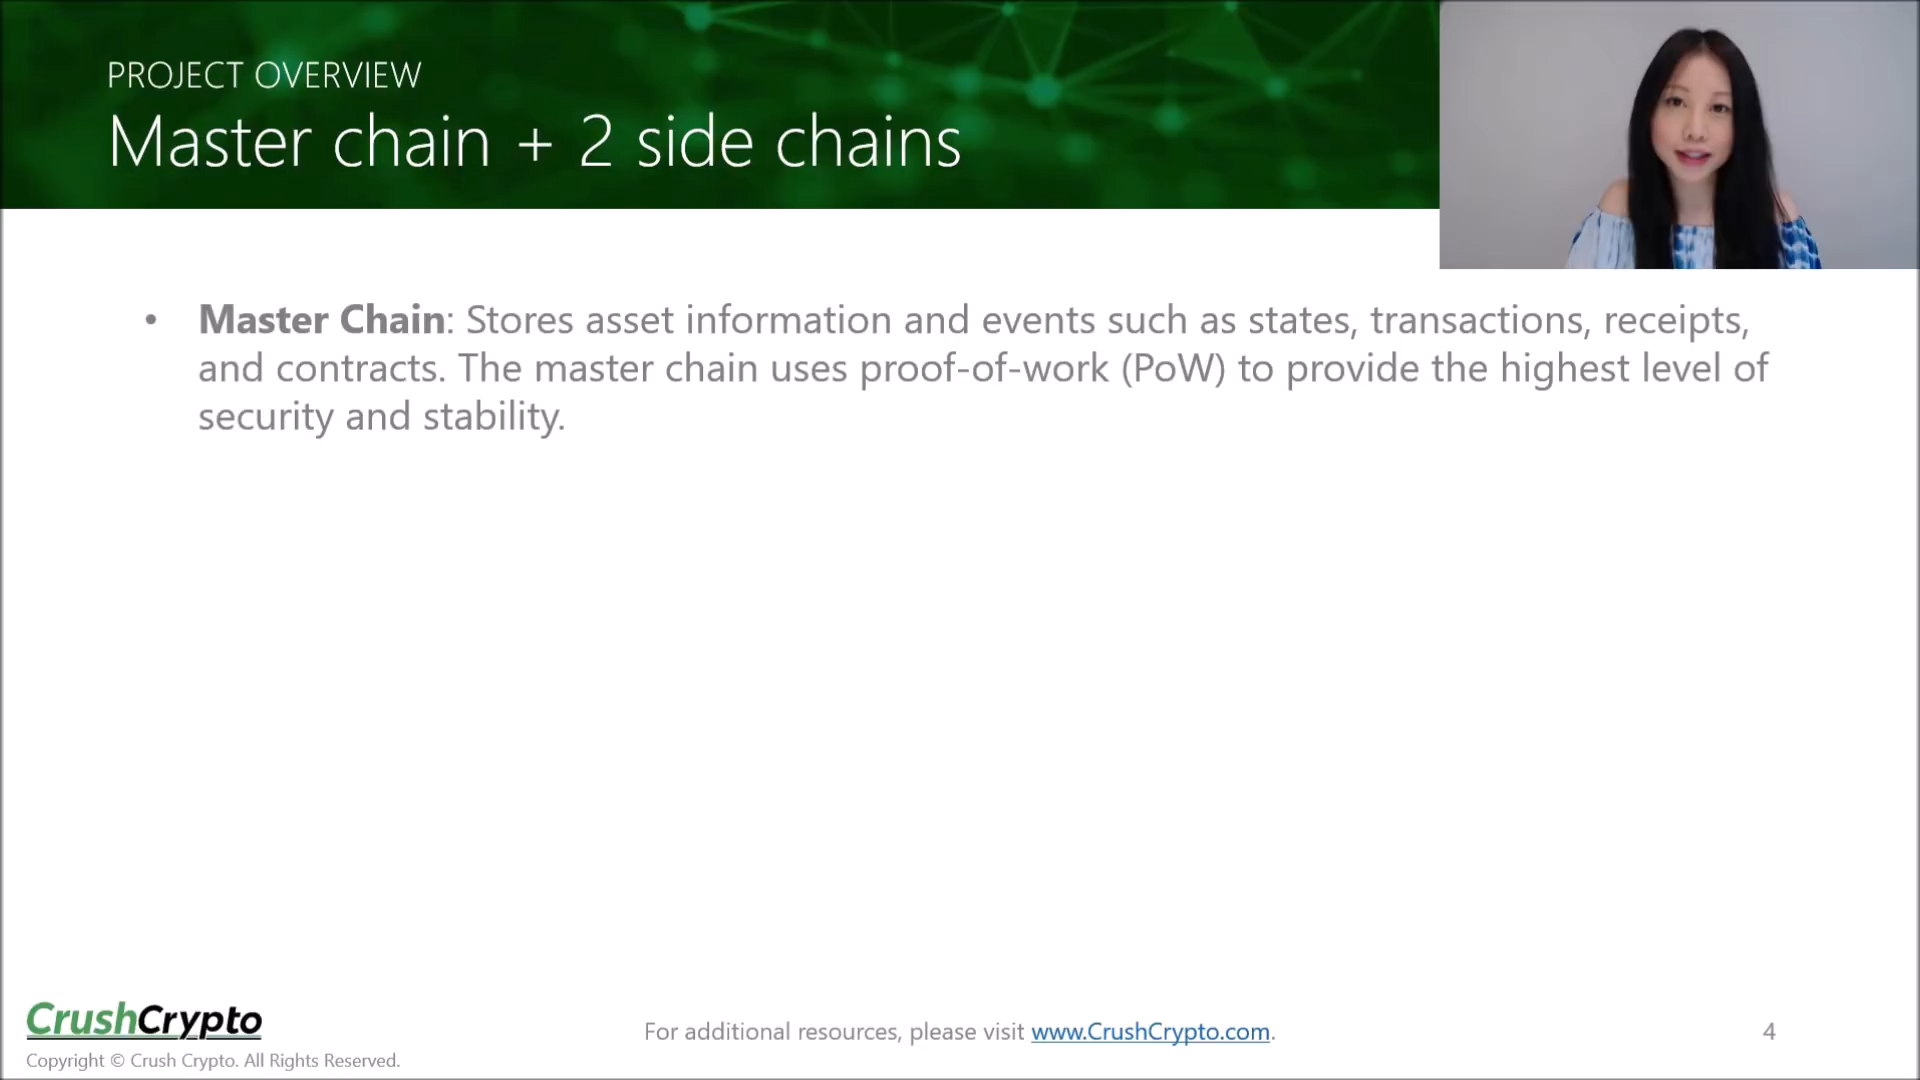 PROJECT OVERVIEW
Master chain + 2 side chains
• Master Chain: Stores asset information and events such as states, transactions, receipts,
and contracts. The master chain uses proof-of-work (PoW) to provide the highest level of
security and stability.
CrushCrypto
Copyright © Crush Crypto. All Rights Reserved.
For additional resources, please visit www.CrushCrypto.com.
4